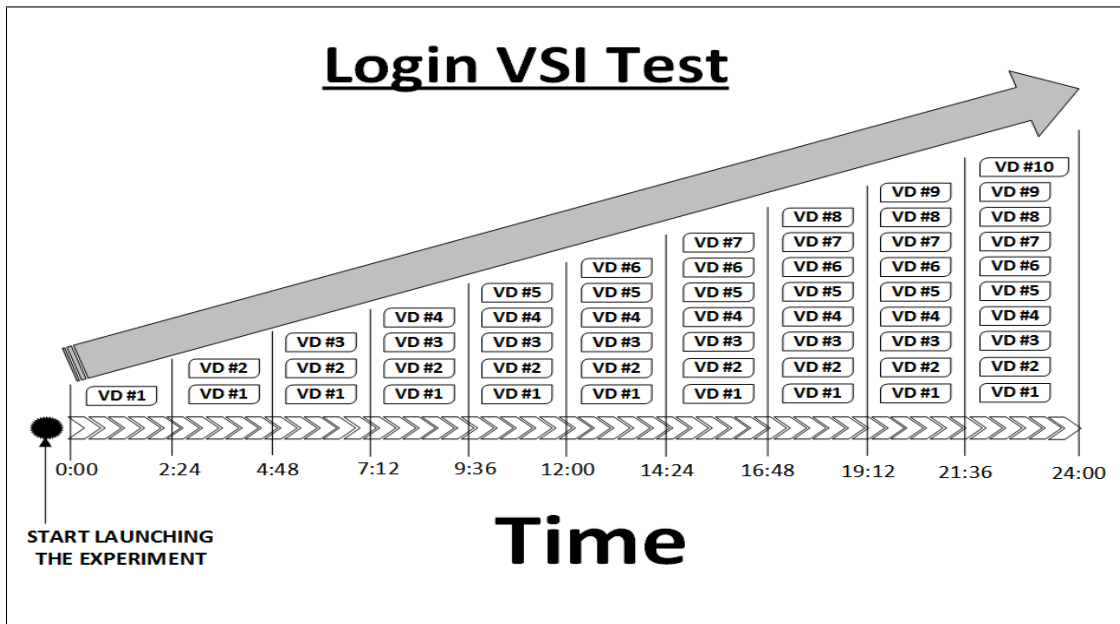 Login VSI Test
VD #10
VD #9 VD #9
VD #8 VD #8 VD #8
VD #7 VD #7 VD #7 VD #7
VD #6 VD #6 VD #6 VD #6 VD #6
VD #5 VD #5 VD #5 VD #5 VD #5 VD #5
VD #4 VD #4 VD #4 VD #4 VD #4 VD #4 VD #4
VD #3 VD #3 VD #3 VD #3 VD #3 VD #3 VD #3 VD #3
VD #2 VD #2 VD #2 VD #2 VD #2 VD #2 VD #2 VD #2 VD #2
VD #1 VD #1 VD #1 VD #1 VD #1 VD #1 VD #1 VD #1 VD #1 VD #1
0:00 2:24 4:48 7:12 9:36 12:00 14:24 16:48 19:12 21:36 24:00
START LAUNCHING
THE EXPERIMENT
Time